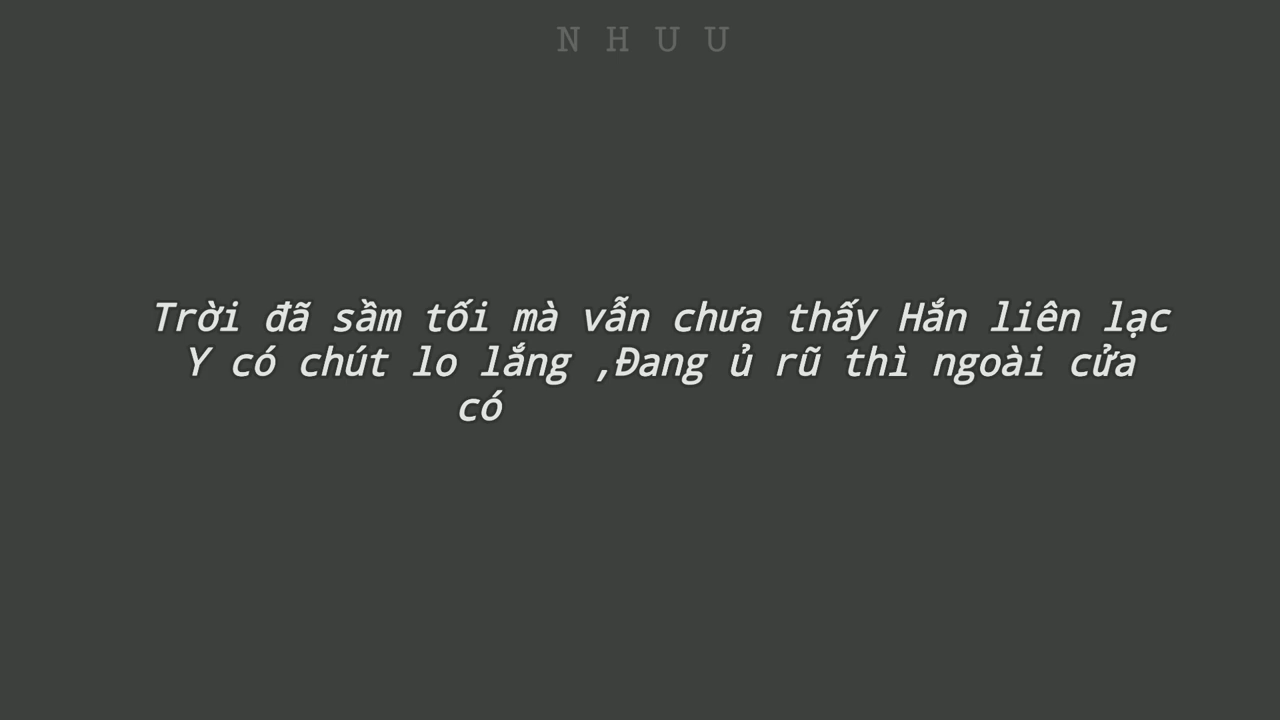 N H U U
Trời đã sầm tối mà vẫn chưa thấy Hắn liên lạc
Y có chút lo lắng ,Đang ủ rũ thì ngoài cửa
có